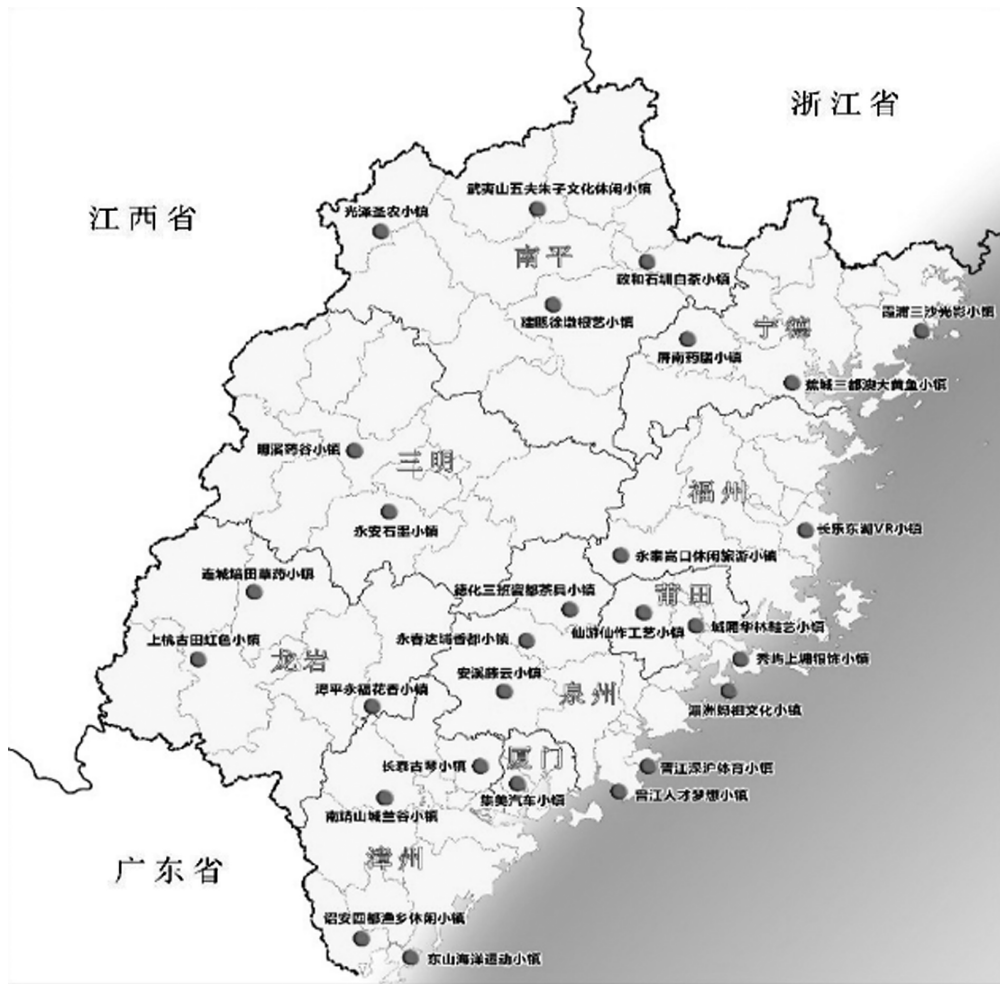 浙江省
武夷山五夫朱子文化休闲小镇
江西省
光泽圣农小镇
南平
政和石圳白茶小镇
霞浦三沙光影小镇
建瓯徐墩根艺小镇
宁德
屏南药膳小镇
蕉城三都澳大黄鱼小镇
明溪药谷小镇
三明
福州
永安石墨小镇
长乐东湖VR小镇
永泰嵩口休闲旅游小镇
连城培田草药小镇
德化三班瓷都茶具小镇
莆田
仙游仙作工艺小镇
城厢华林鞋艺小镇
上杭古田红色小镇
永春达埔香都小镇
龙岩
秀屿上塘银饰小镇
安溪藤云小镇
漳平永福花香小镇
泉州
湄洲妈祖文化小镇
厦门
长泰古琴小镇
晋江深沪体育小镇
集美汽车小镇
晋江人才梦想小镇
南靖山城兰谷小镇
漳州
广东省
诏安四都渔乡休闲小镇
东山海洋运动小镇